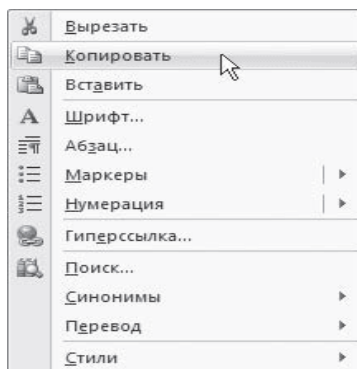 Вырезать
Копировать
Вставить
Шрифт...
Абзац...
Маркеры
Нумерация
Гиперссылка...
Поиск...
Синонимы
Перевод
Стили